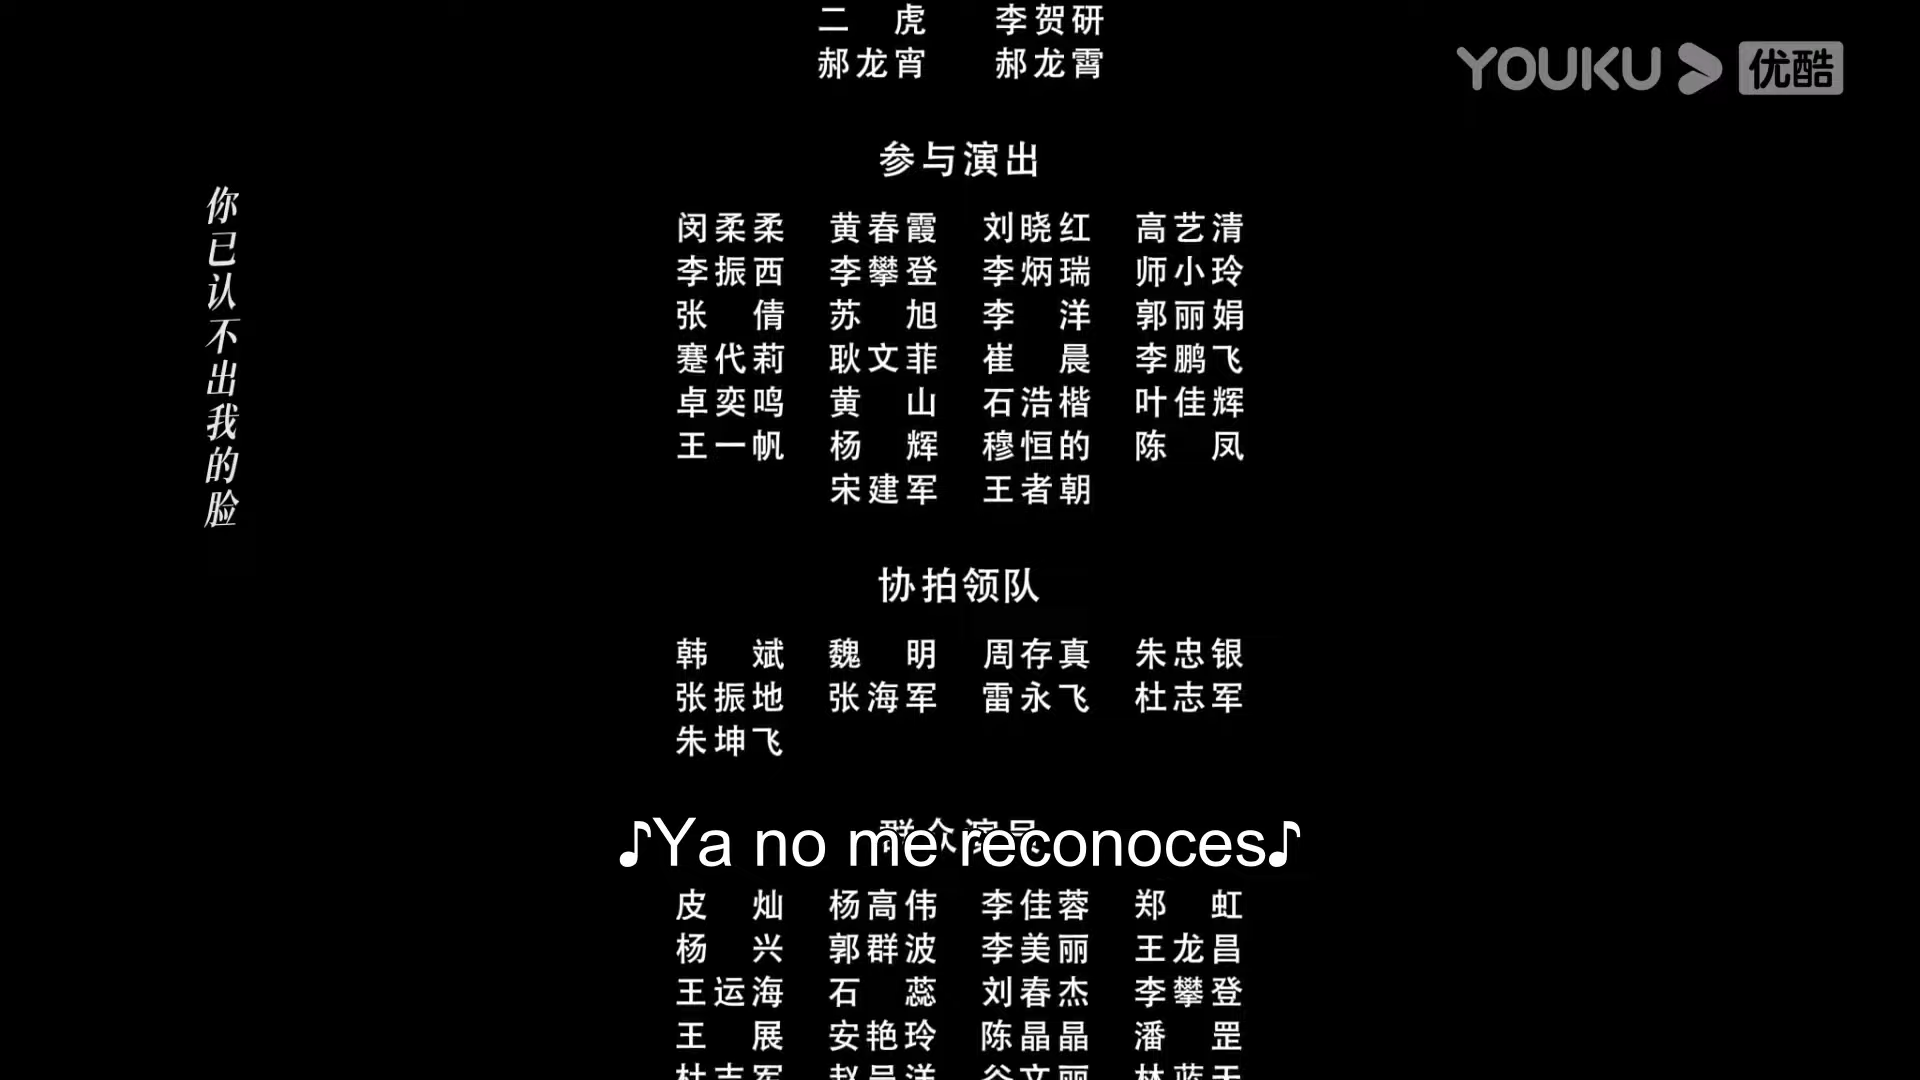 二虎 李贺研
郝龙宵 郝龙霄
YOUKU 优酷
你已认不出我的脸
参与演出
闵柔柔 黄春霞 刘晓红 高艺清
李振西 李攀登 李炳瑞 师小玲
张倩 苏旭 李洋 郭丽娟
蹇代莉 耿文菲 崔晨 李鹏飞
卓奕鸣 黄山 石浩楷 叶佳辉
王一帆 杨辉 穆恒的 陈凤
宋建军 王者朝
协拍领队
韩斌 魏明 周存真 朱忠银
张振地 张海军 雷永飞 杜志军
朱坤飞
群众演员
♪Ya no me reconoces♪
皮灿 杨高伟 李佳蓉 郑虹
杨兴 郭群波 李美丽 王龙昌
王运海 石蕊 刘春杰 李攀登
王展 安艳玲 陈晶晶 潘罡